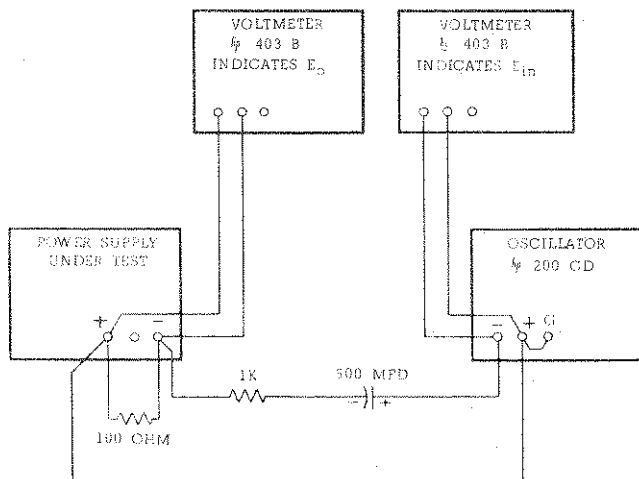 VOLTMETER
hp 403 B
INDICATES Eo
VOLTMETER
hp 403 B
INDICATES Ein
POWER SUPPLY
UNDER TEST
+ -
OSCILLATOR
hp 200 CD
- + G
1K
500 MFD
- +
100 OHM